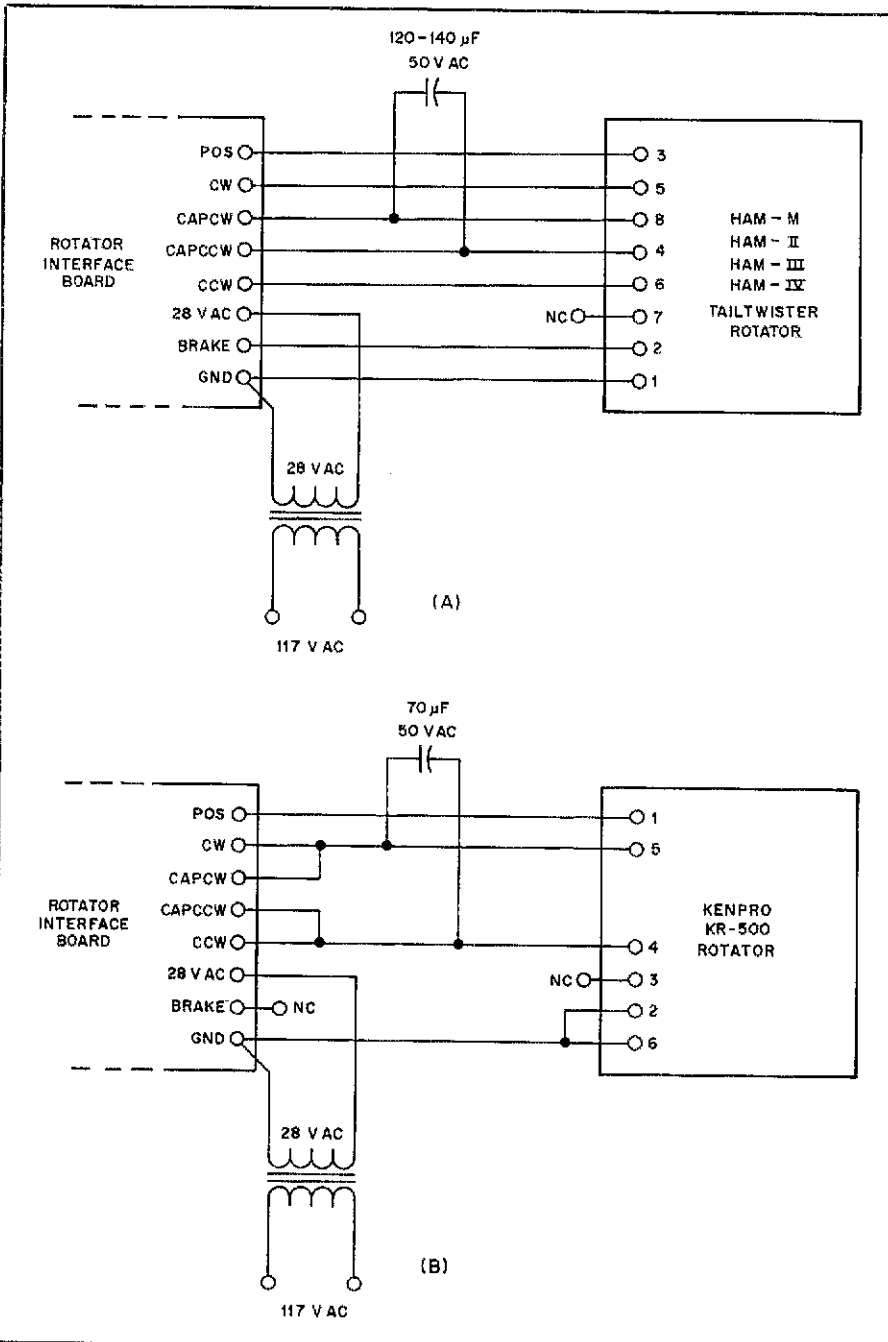 120-140 µF
50 V AC
POS
3
CW
5
CAPCW
8
HAM - M
ROTATOR
INTERFACE
BOARD
CAPCCW
4
HAM - II
HAM - III
CCW
6
HAM - IV
28 V AC
NC
7
TAILTWISTER
ROTATOR
BRAKE
2
GND
1
28 V AC
(A)
117 V AC
70 µF
50 VAC
POS
1
CW
5
CAPCW
ROTATOR
INTERFACE
BOARD
CAPCCW
KENPRO
KR-500
ROTATOR
CCW
4
28 V AC
NC
3
BRAKE
NC
2
GND
6
28 V AC
(B)
117 V AC